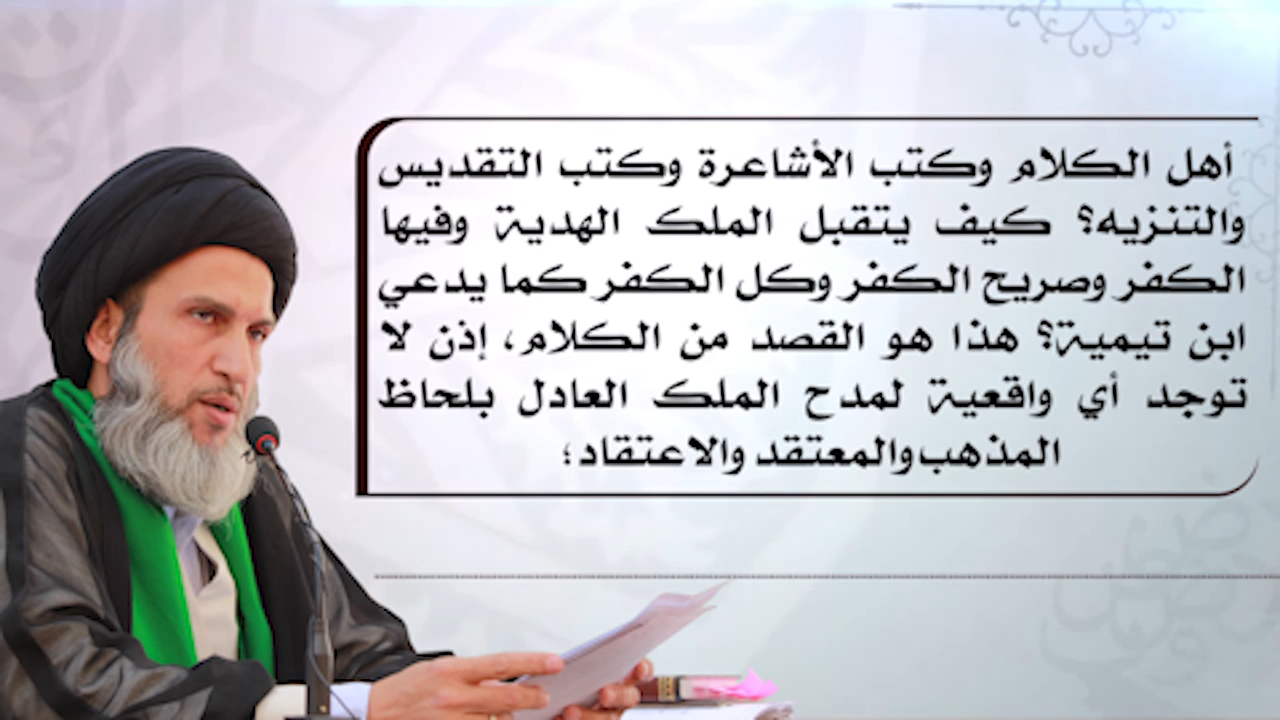 أهل الكلام وكتب الأشاعرة وكتب التقديس
والتنزيه؟ كيف يتقبل الملك الهدية وفيها
الكفر وصريح الكفر وكل الكفر كما يدعي
ابن تيمية؟ هذا هو القصد من الكلام، إذن لا
توجد أي واقعية لمدح الملك العادل بلحاظ
المذهب والمعتقد والاعتقاد؛